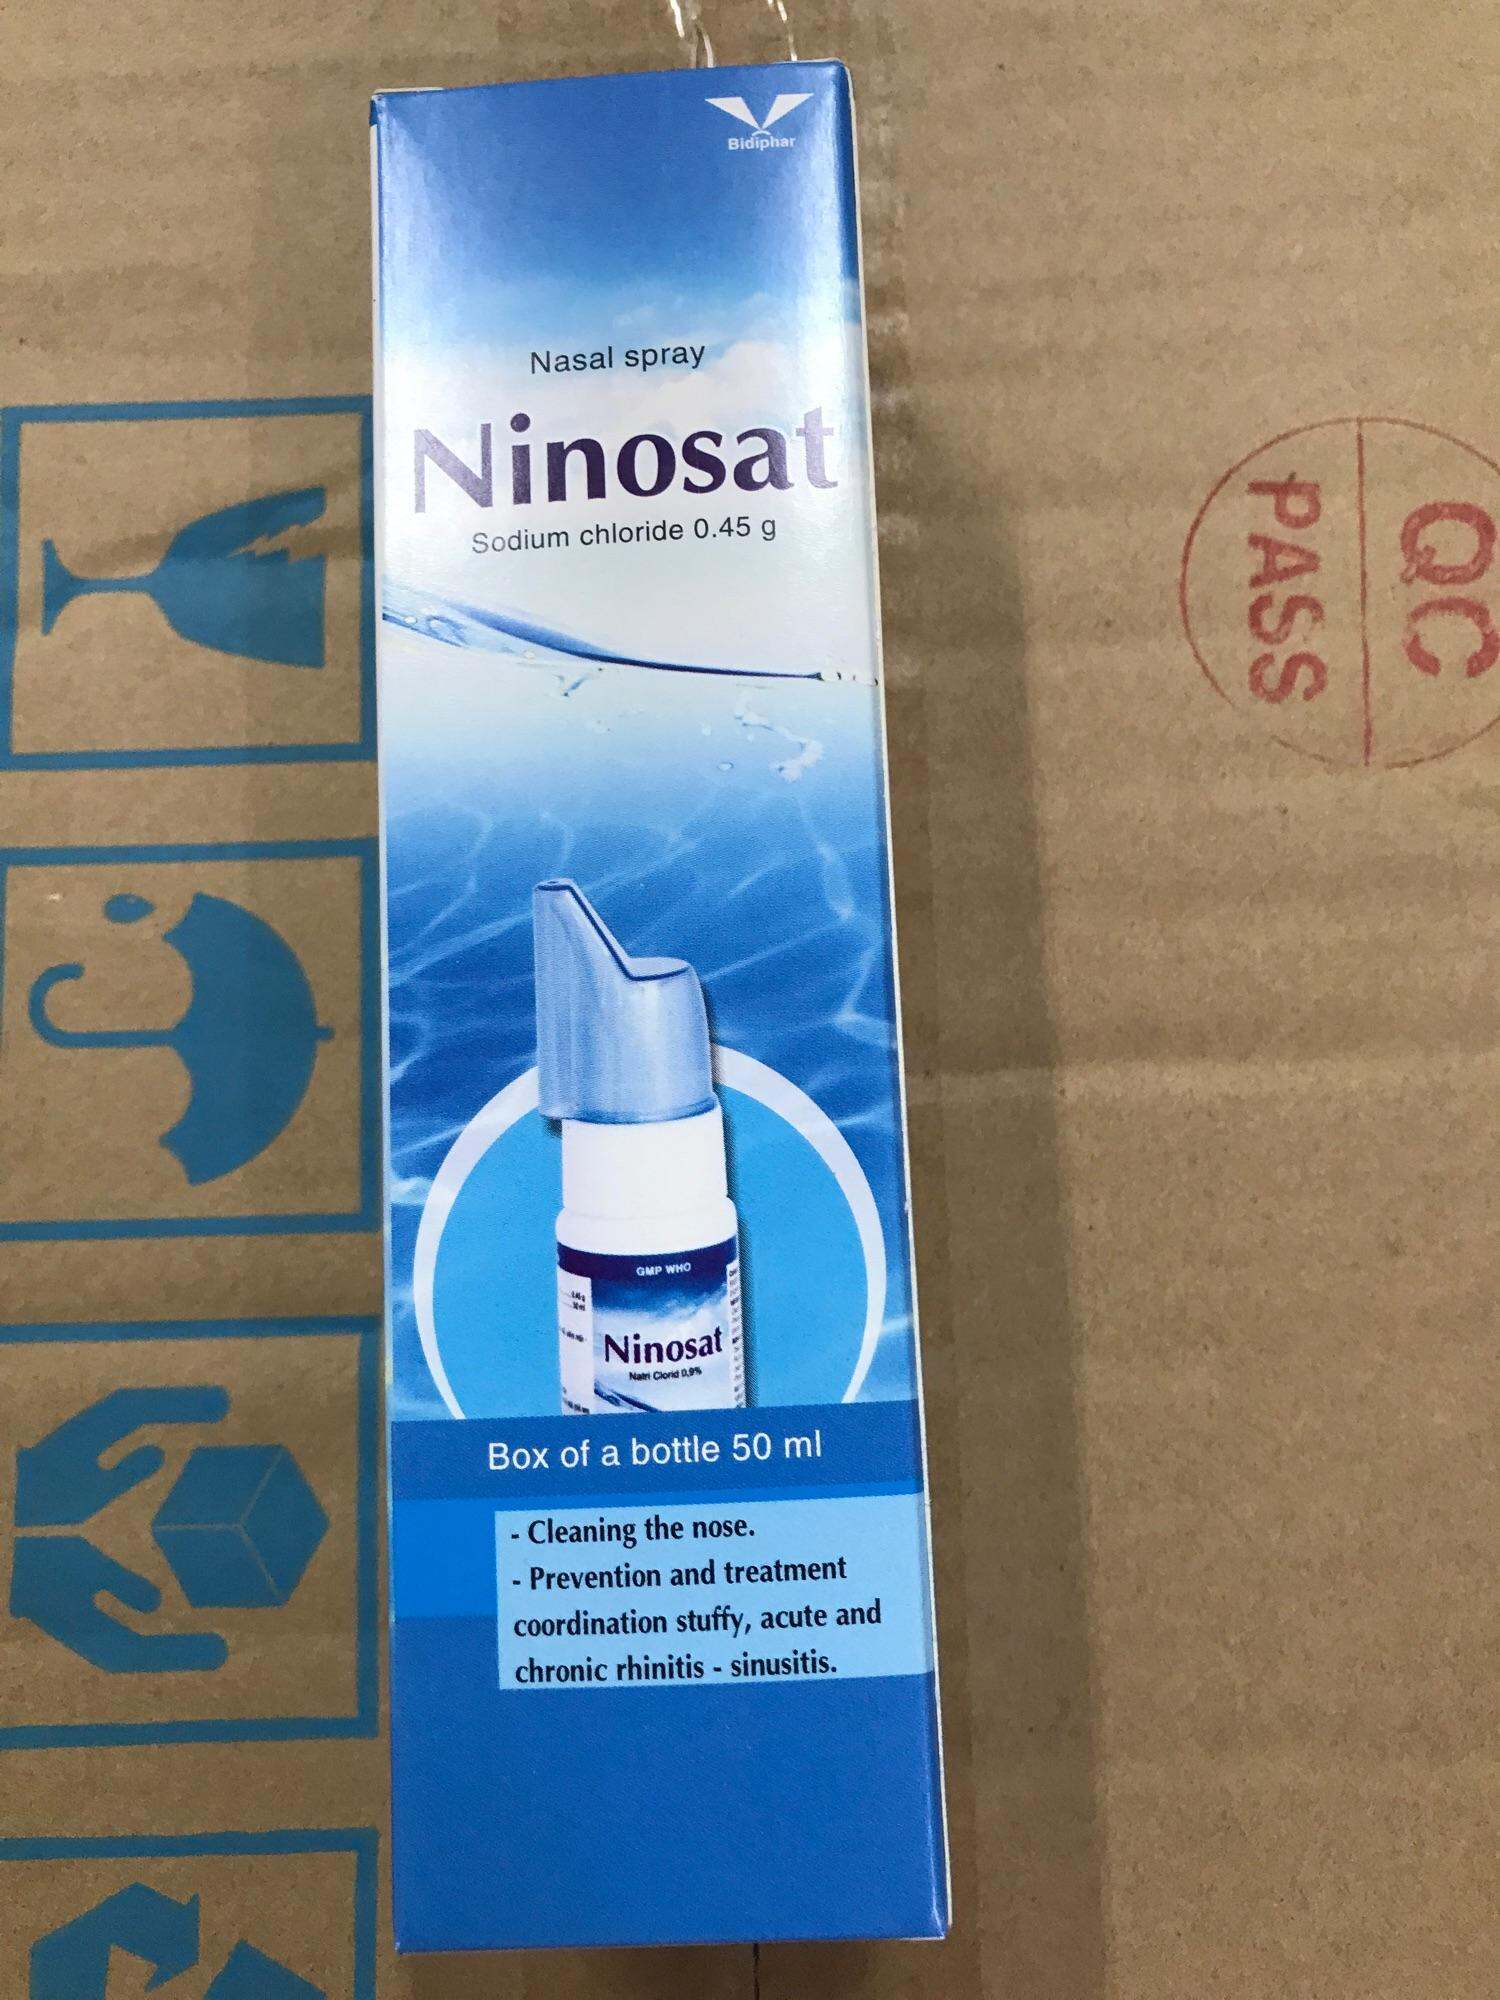 Bidiphar
Nasal spray
Ninosat
Sodium chloride 0.45 g
GMP WHO
Ninosat
Natri Clorid 0,9%
Box of a bottle 50 ml
- Cleaning the nose.
- Prevention and treatment
coordination stuffy, acute and
chronic rhinitis - sinusitis.
QC
PASS